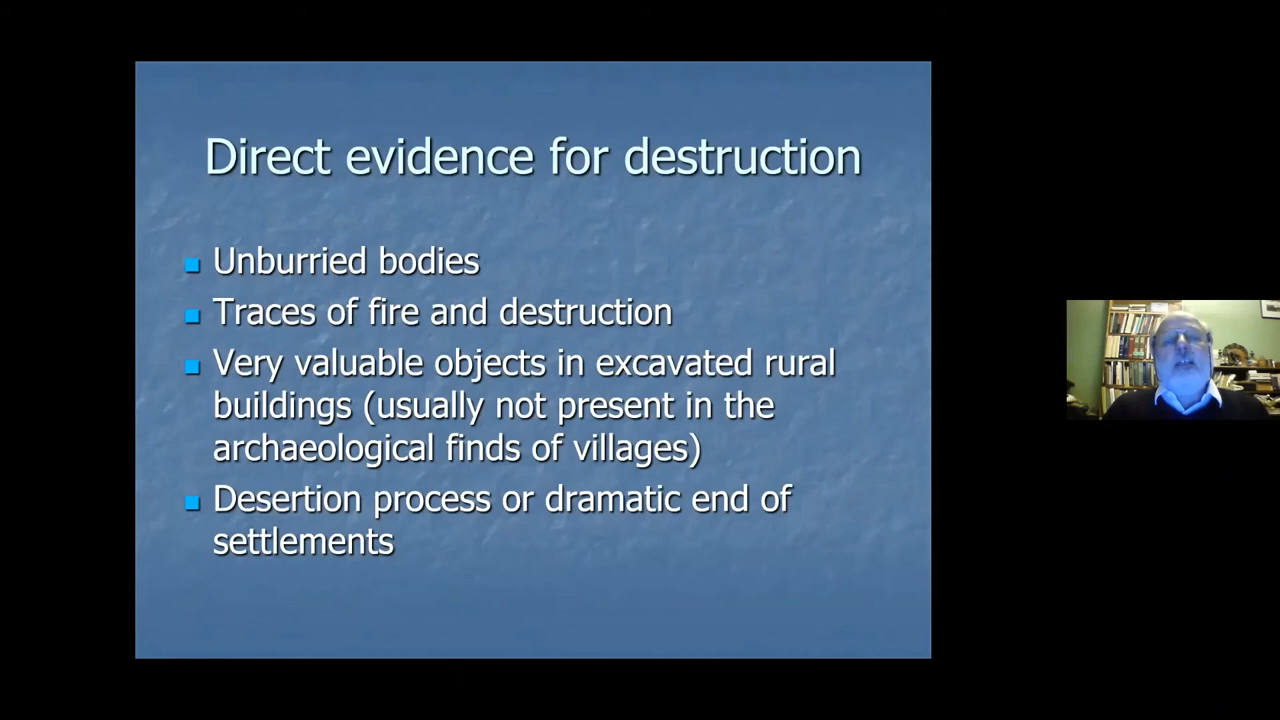 Direct evidence for destruction
Unburried bodies
Traces of fire and destruction
Very valuable objects in excavated rural
buildings (usually not present in the
archaeological finds of villages)
Desertion process or dramatic end of
settlements